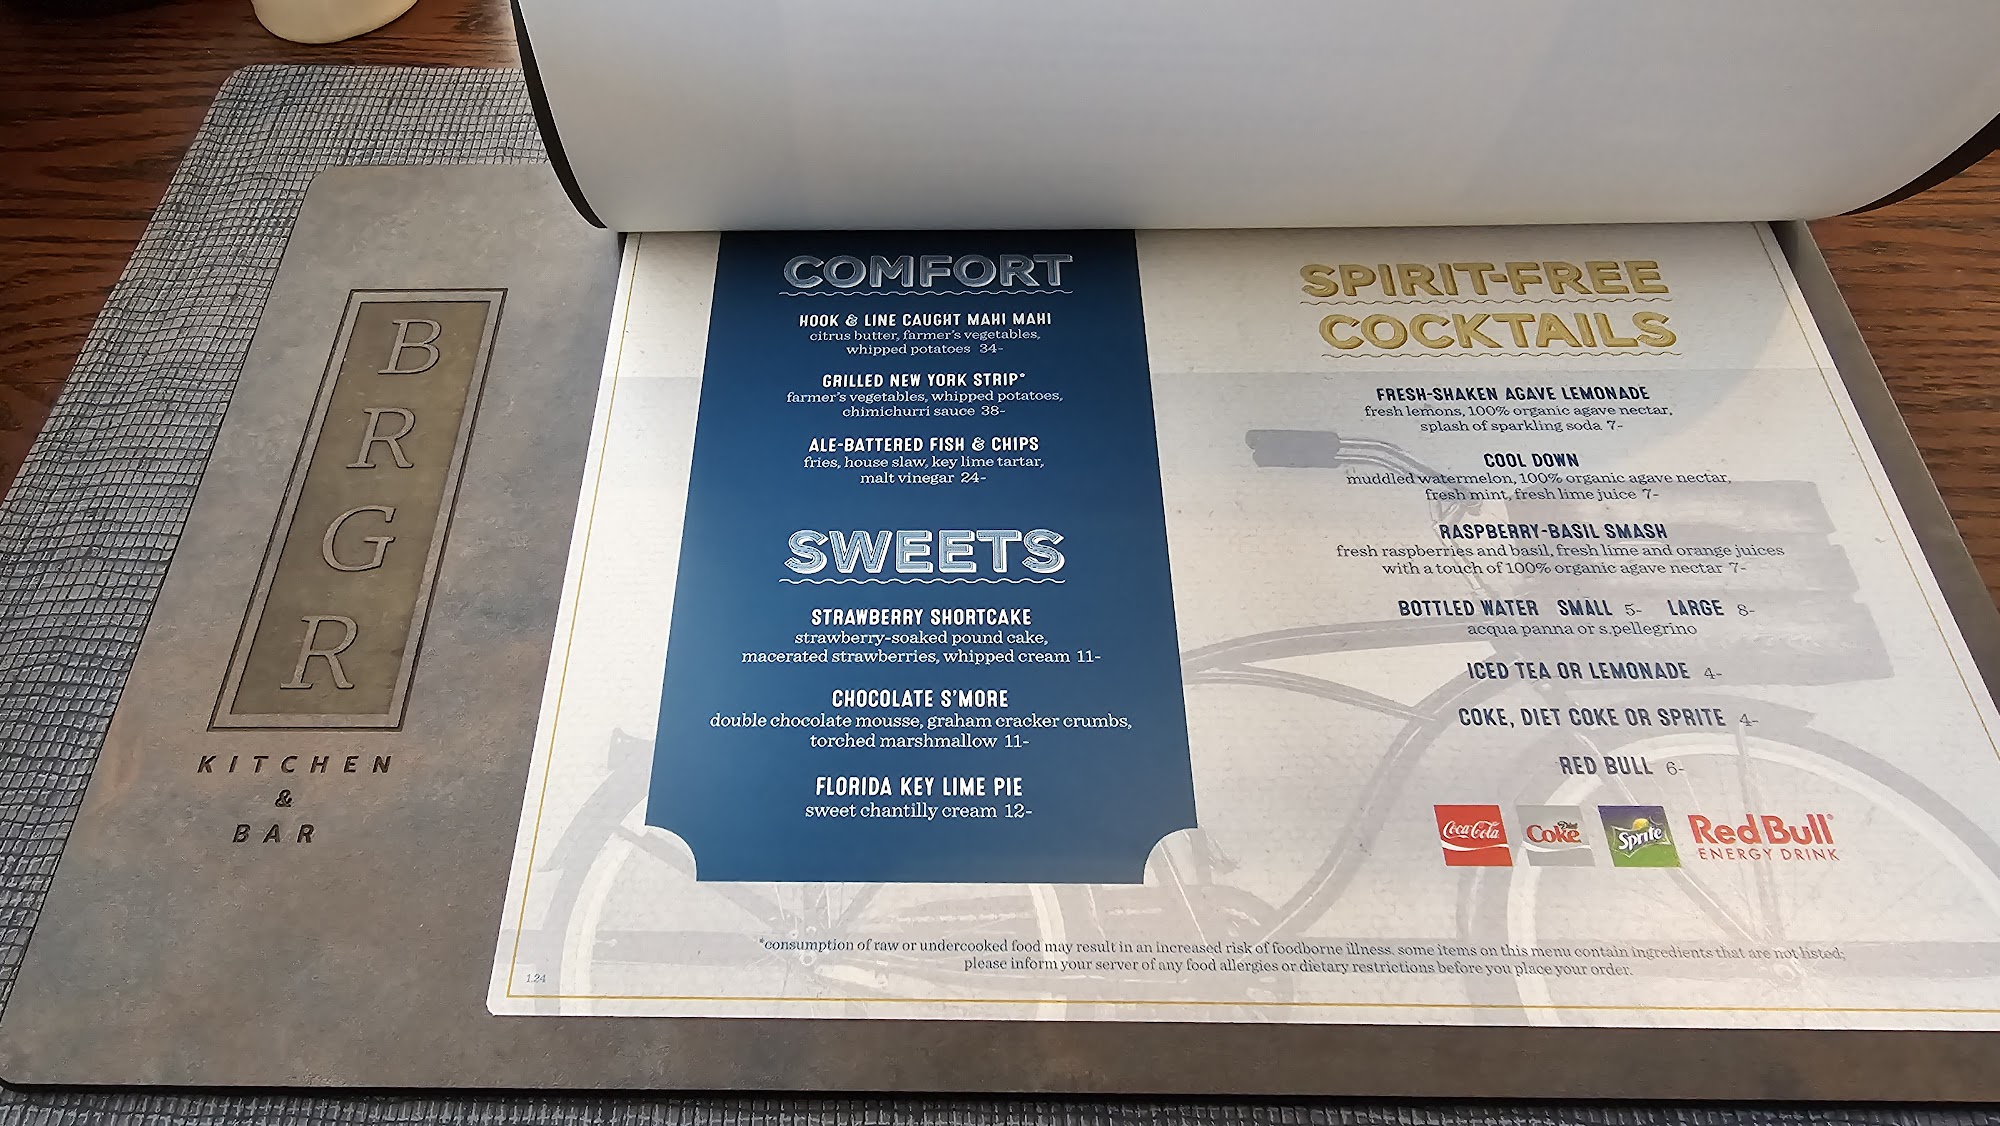 B
R
G
R
KITCHEN
&
BAR
COMFORT
HOOK & LINE CAUGHT MAHI MAHI
citrus butter, farmer's vegetables,
whipped potatoes 34-
GRILLED NEW YORK STRIP*
farmer's vegetables, whipped potatoes,
chimichurri sauce 38-
ALE-BATTERED FISH & CHIPS
fries, house slaw, key lime tartar,
malt vinegar 24-
SWEETS
STRAWBERRY SHORTCAKE
strawberry-soaked pound cake,
macerated strawberries, whipped cream 11-
CHOCOLATE S'MORE
double chocolate mousse, graham cracker crumbs,
torched marshmallow 11-
FLORIDA KEY LIME PIE
sweet chantilly cream 12-
SPIRIT-FREE
COCKTAILS
FRESH-SHAKEN AGAVE LEMONADE
fresh lemons, 100% organic agave nectar,
splash of sparkling soda 7-
COOL DOWN
muddled watermelon, 100% organic agave nectar,
fresh mint, fresh lime juice 7-
RASPBERRY-BASIL SMASH
fresh raspberries and basil, fresh lime and orange juices
with a touch of 100% organic agave nectar 7-
BOTTLED WATER SMALL 5- LARGE 8-
acqua panna or s.pellegrino
ICED TEA OR LEMONADE 4-
COKE, DIET COKE OR SPRITE 4-
RED BULL 6-
Coca-Cola Diet Coke Sprite Red Bull
ENERGY DRINK
*consumption of raw or undercooked food may result in an increased risk of foodborne illness. some items on this menu contain ingredients that are not listed;
please inform your server of any food allergies or dietary restrictions before you place your order.
1.24